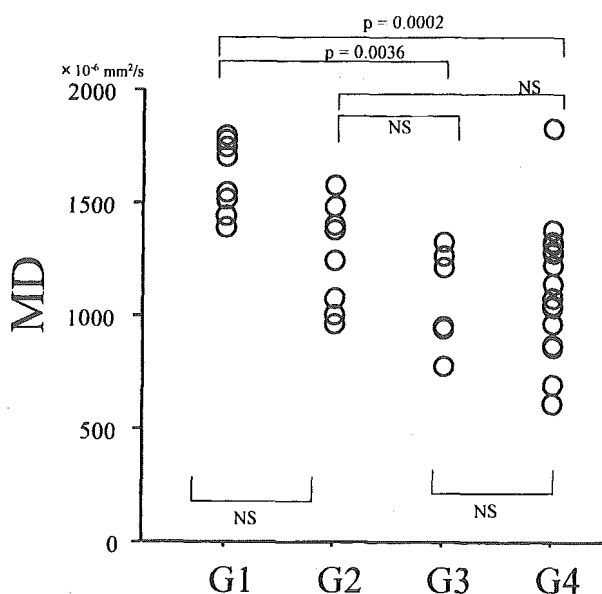 p = 0.0002
× 10⁻⁶ mm²/s
p = 0.0036
2000
NS
NS
1500
MD
1000
500
NS
NS
0
G1 G2 G3 G4